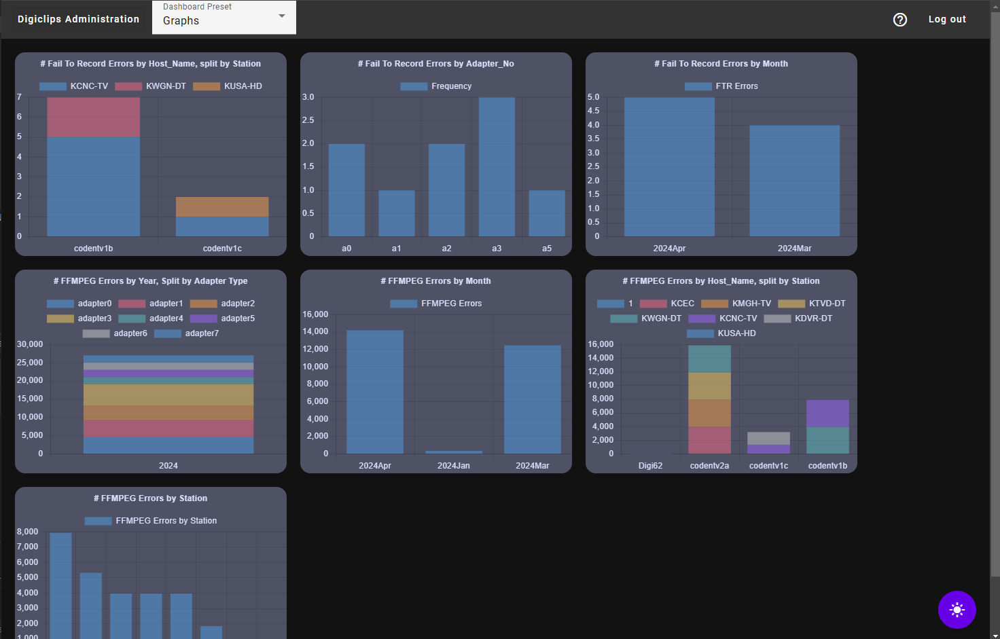 Digiclips Administration
Dashboard Preset
Graphs
Log out
# Fail To Record Errors by Host_Name, split by Station
KCNC-TV KWGN-DT KUSA-HD
7
6
5
4
3
2
1
0
codentv1b codentv1c
# Fail To Record Errors by Adapter_No
Frequency
3.0
2.5
2.0
1.5
1.0
0.5
0
a0 a1 a2 a3 a5
# Fail To Record Errors by Month
FTR Errors
5.0
4.5
4.0
3.5
3.0
2.5
2.0
1.5
1.0
0.5
0
2024Apr 2024Mar
# FFMPEG Errors by Year, Split by Adapter Type
adapter0 adapter1 adapter2
adapter3 adapter4 adapter5
adapter6 adapter7
30,000
25,000
20,000
15,000
10,000
5,000
0
2024
# FFMPEG Errors by Month
FFMPEG Errors
16,000
14,000
12,000
10,000
8,000
6,000
4,000
2,000
0
2024Apr 2024Jan 2024Mar
# FFMPEG Errors by Host_Name, split by Station
1 KCEC KMGH-TV KTVD-DT
KWGN-DT KCNC-TV KDVR-DT
KUSA-HD
16,000
14,000
12,000
10,000
8,000
6,000
4,000
2,000
0
Digi62 codentv2a codentv1c codentv1b
# FFMPEG Errors by Station
FFMPEG Errors by Station
8,000
7,000
6,000
5,000
4,000
3,000
2,000
1,000